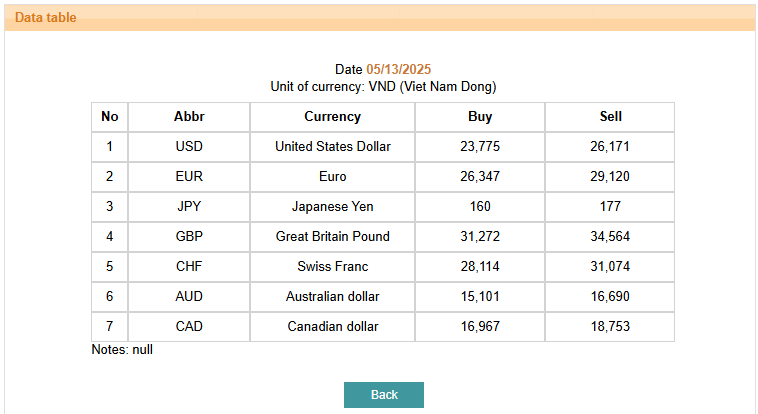 Data table
Date 05/13/2025
Unit of currency: VND (Viet Nam Dong)
No Abbr Currency Buy Sell
1 USD United States Dollar 23,775 26,171
2 EUR Euro 26,347 29,120
3 JPY Japanese Yen 160 177
4 GBP Great Britain Pound 31,272 34,564
5 CHF Swiss Franc 28,114 31,074
6 AUD Australian dollar 15,101 16,690
7 CAD Canadian dollar 16,967 18,753
Notes: null
Back